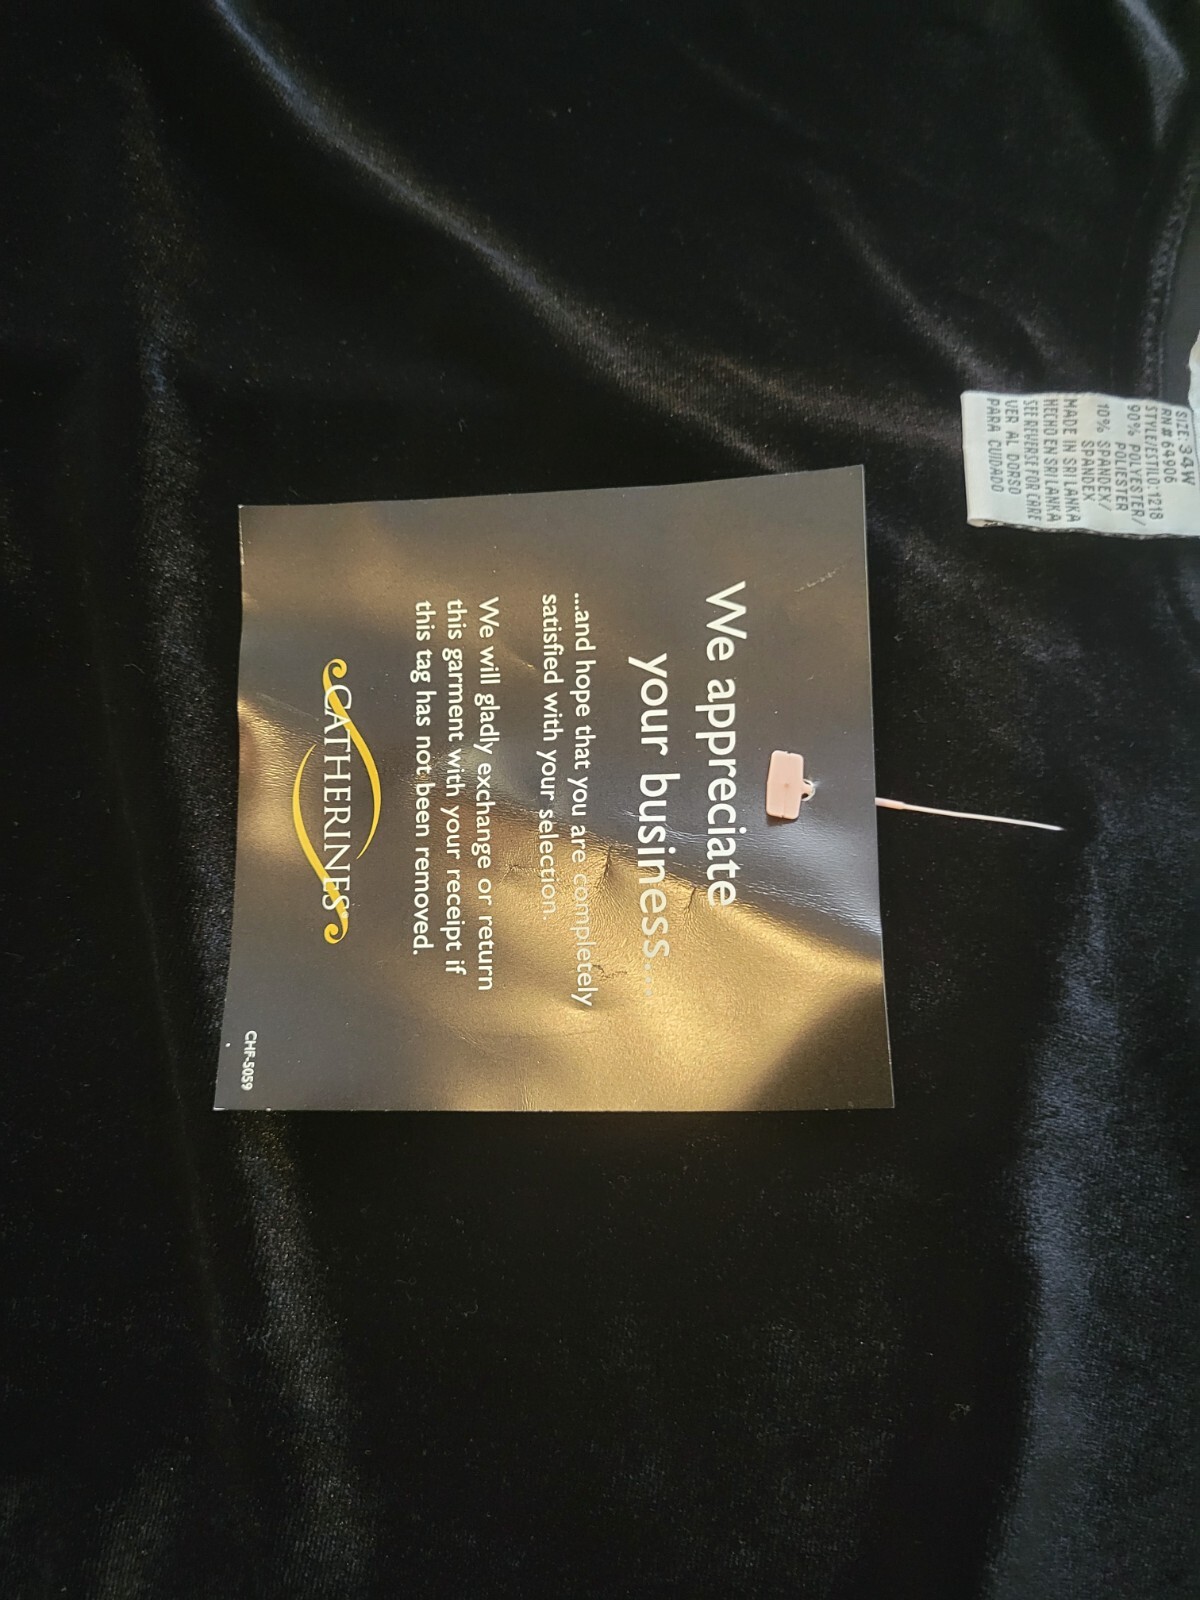 We appreciate
your business...
...and hope that you are completely
satisfied with your selection.
We will gladly exchange or return
this garment with your receipt if
this tag has not been removed.
CATHERINES®
CHF-5059
SIZE: 34W
RN# 64906
STYLE/ESTILO: 1218
90% POLYESTER/
POLIESTER
10% SPANDEX/
SPANDEX
MADE IN SRI LANKA
HECHO EN SRI LANKA
SEE REVERSE FOR CARE
VER AL DORSO
PARA CUIDADO